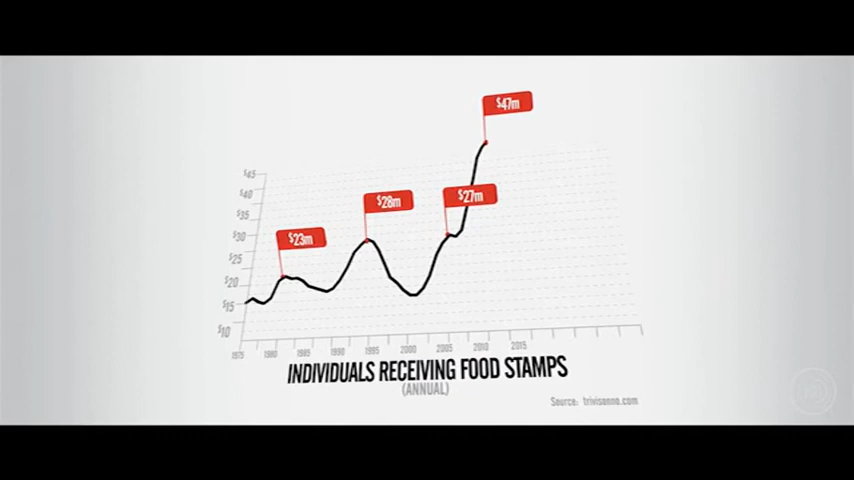 $47m
$28m
$27m
$23m
$45
$40
$35
$30
$25
$20
$15
$10
1975 1980 1985 1990 1995 2000 2005 2010 2015
INDIVIDUALS RECEIVING FOOD STAMPS
(ANNUAL)
Source: trivisonno.com